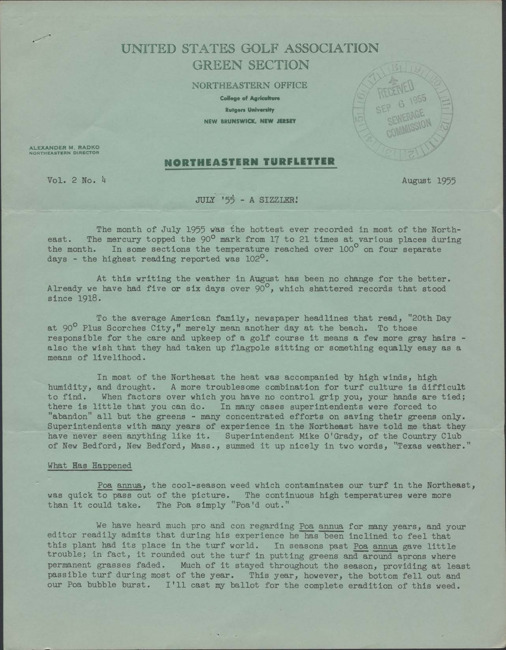 UNITED STATES GOLF ASSOCIATION
GREEN SECTION
NORTHEASTERN OFFICE
College of Agriculture
Rutgers University
NEW BRUNSWICK, NEW JERSEY
RECEIVED
SEP 6 1955
SEWERAGE
COMMISSION
ALEXANDER M. RADKO
NORTHEASTERN DIRECTOR
NORTHEASTERN TURFLETTER
Vol. 2 No. 4
August 1955
JULY '55 - A SIZZLER!
The month of July 1955 was the hottest ever recorded in most of the North-
east. The mercury topped the 90° mark from 17 to 21 times at various places during
the month. In some sections the temperature reached over 100° on four separate
days - the highest reading reported was 102°.
At this writing the weather in August has been no change for the better.
Already we have had five or six days over 90°, which shattered records that stood
since 1918.
To the average American family, newspaper headlines that read, "20th Day
at 90° Plus Scorches City," merely mean another day at the beach. To those
responsible for the care and upkeep of a golf course it means a few more gray hairs -
also the wish that they had taken up flagpole sitting or something equally easy as a
means of livelihood.
In most of the Northeast the heat was accompanied by high winds, high
humidity, and drought. A more troublesome combination for turf culture is difficult
to find. When factors over which you have no control grip you, your hands are tied;
there is little that you can do. In many cases superintendents were forced to
"abandon" all but the greens - many concentrated efforts on saving their greens only.
Superintendents with many years of experience in the Northeast have told me that they
have never seen anything like it. Superintendent Mike O'Grady, of the Country Club
of New Bedford, New Bedford, Mass., summed it up nicely in two words, "Texas weather."
What Has Happened
Poa annua, the cool-season weed which contaminates our turf in the Northeast,
was quick to pass out of the picture. The continuous high temperatures were more
than it could take. The Poa simply "Poa'd out."
We have heard much pro and con regarding Poa annua for many years, and your
editor readily admits that during his experience he has been inclined to feel that
this plant had its place in the turf world. In seasons past Poa annua gave little
trouble; in fact, it rounded out the turf in putting greens and around aprons where
permanent grasses faded. Much of it stayed throughout the season, providing at least
passible turf during most of the year. This year, however, the bottom fell out and
our Poa bubble burst. I'll cast my ballot for the complete eradition of this weed.